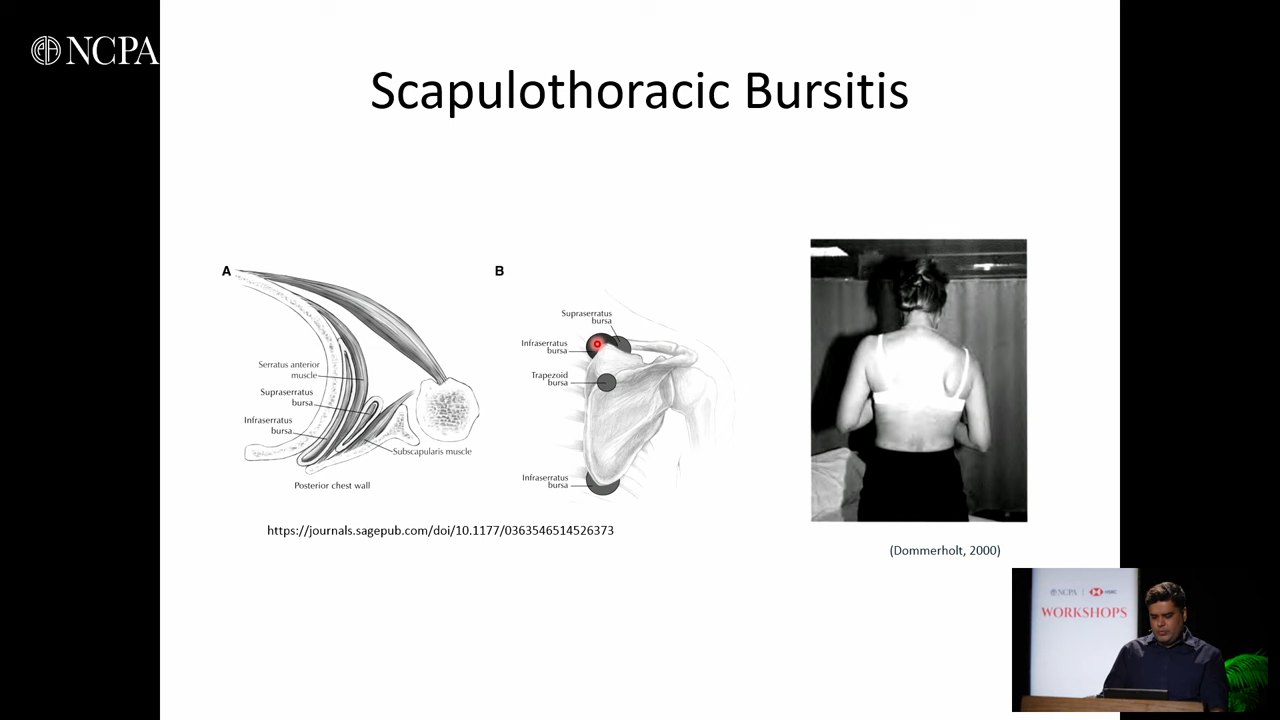 NCPA
Scapulothoracic Bursitis
A
Serratus anterior
muscle
Supraserratus
bursa
Infraserratus
bursa
Subscapularis muscle
Posterior chest wall
B
Supraserratus
bursa
Infraserratus
bursa
Trapezoid
bursa
Infraserratus
bursa
https://journals.sagepub.com/doi/10.1177/0363546514526373
(Dommerholt, 2000)
NCPA | HSBC
WORKSHOPS